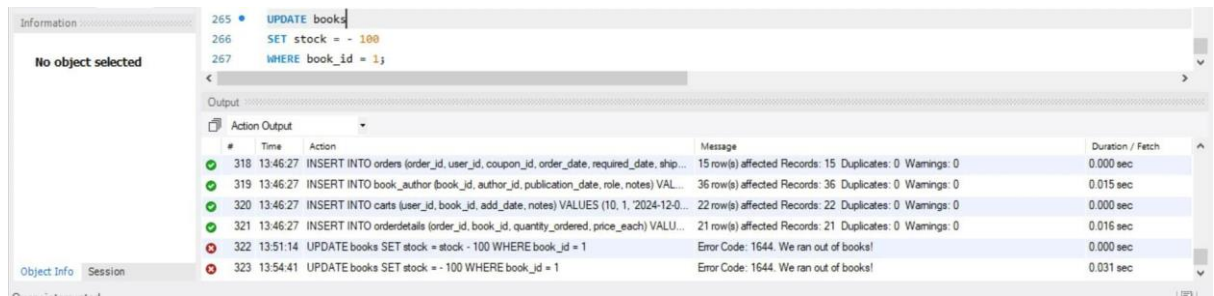 Information
No object selected
265 UPDATE books
266 SET stock = - 100
267 WHERE book_id = 1;
Output
Action Output
# Time Action Message Duration / Fetch
318 13:46:27 INSERT INTO orders (order_id, user_id, coupon_id, order_date, required_date, ship... 15 row(s) affected Records: 15 Duplicates: 0 Warnings: 0 0.000 sec
319 13:46:27 INSERT INTO book_author (book_id, author_id, publication_date, role, notes) VAL... 36 row(s) affected Records: 36 Duplicates: 0 Warnings: 0 0.015 sec
320 13:46:27 INSERT INTO carts (user_id, book_id, add_date, notes) VALUES (10, 1, '2024-12-0... 22 row(s) affected Records: 22 Duplicates: 0 Warnings: 0 0.000 sec
321 13:46:27 INSERT INTO orderdetails (order_id, book_id, quantity_ordered, price_each) VALU... 21 row(s) affected Records: 21 Duplicates: 0 Warnings: 0 0.016 sec
322 13:51:14 UPDATE books SET stock = stock - 100 WHERE book_id = 1 Error Code: 1644. We ran out of books! 0.000 sec
323 13:54:41 UPDATE books SET stock = - 100 WHERE book_id = 1 Error Code: 1644. We ran out of books! 0.031 sec
Object Info Session